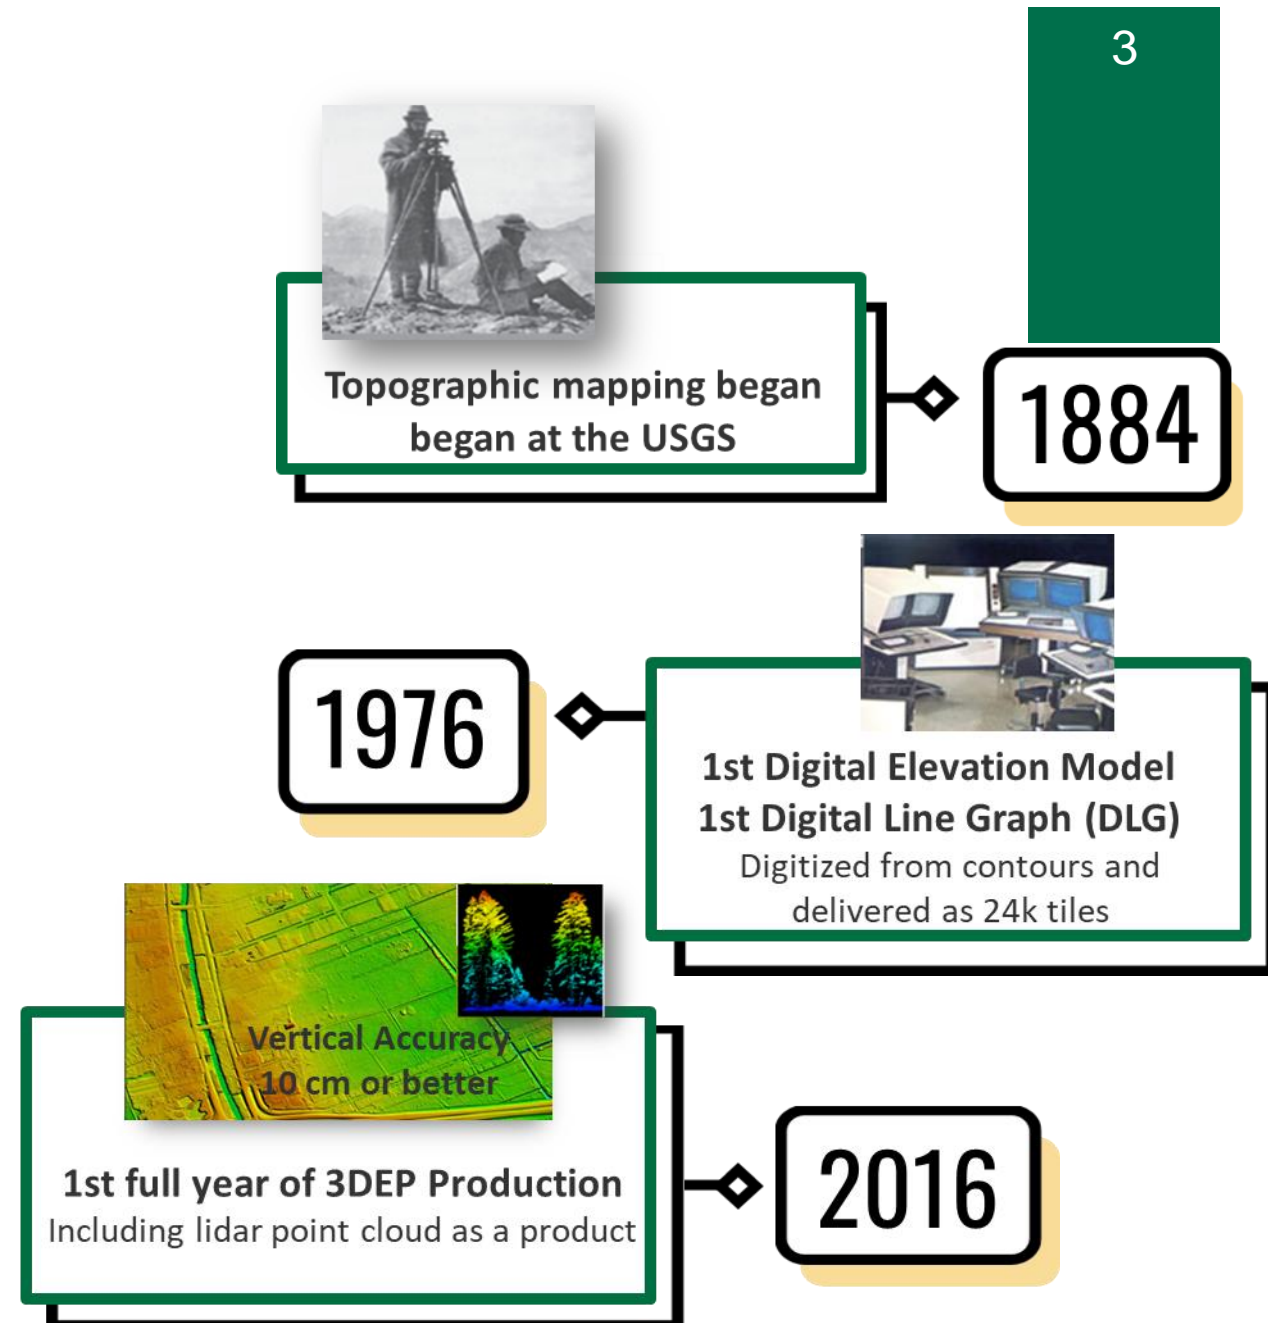 3
Topographic mapping began
began at the USGS
1884
1976
1st Digital Elevation Model
1st Digital Line Graph (DLG)
Digitized from contours and
delivered as 24k tiles
Vertical Accuracy
10 cm or better
1st full year of 3DEP Production
Including lidar point cloud as a product
2016